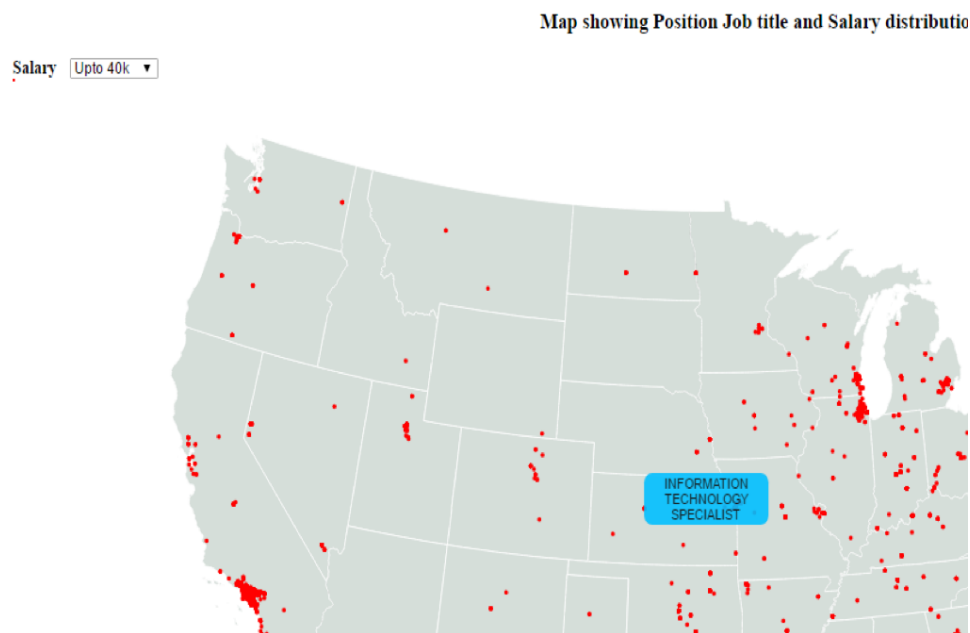 Map showing Position Job title and Salary distributio
Salary Upto 40k
INFORMATION
TECHNOLOGY
SPECIALIST